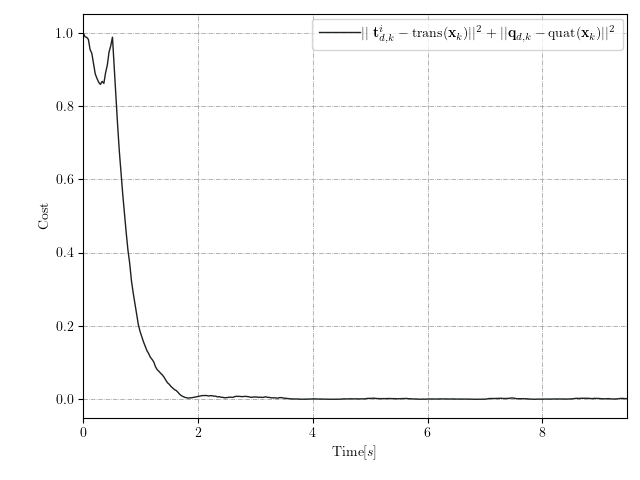 || t^i_{d,k} − trans(x_k)||² + ||q_{d,k} − quat(x_k)||²
1.0
0.8
0.6
0.4
0.2
0.0
Cost
0 2 4 6 8
Time[s]